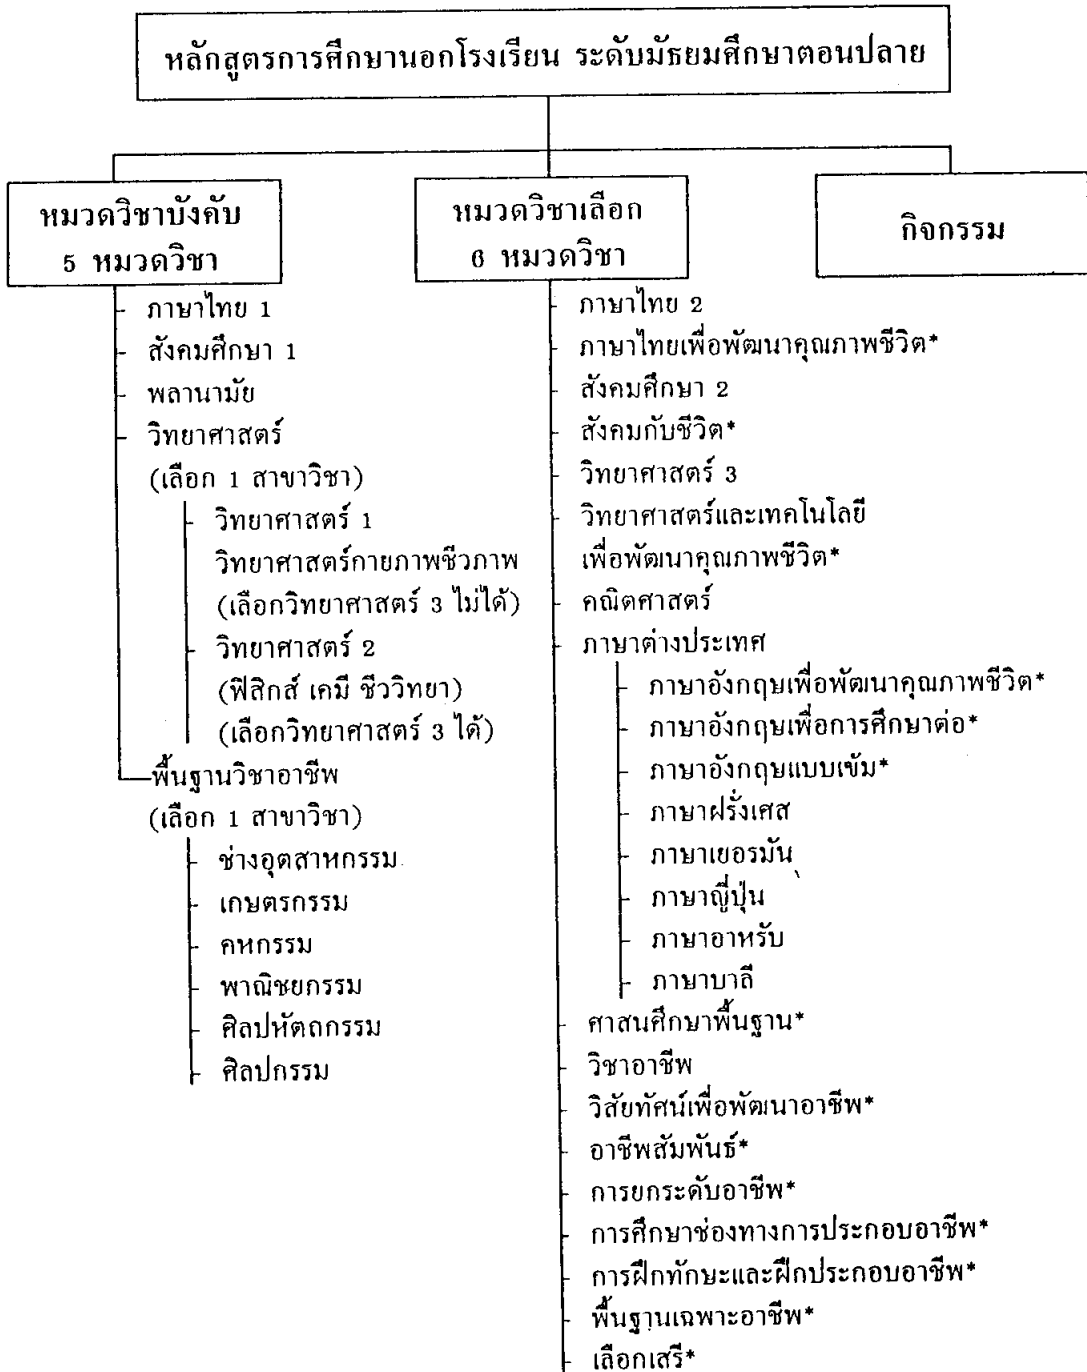 หลักสูตรการศึกษานอกโรงเรียน ระดับมัธยมศึกษาตอนปลาย
หมวดวิชาบังคับ
5 หมวดวิชา
ภาษาไทย 1
สังคมศึกษา 1
พลานามัย
วิทยาศาสตร์
(เลือก 1 สาขาวิชา)
วิทยาศาสตร์ 1
วิทยาศาสตร์กายภาพชีวภาพ
(เลือกวิทยาศาสตร์ 3 ไม่ได้)
วิทยาศาสตร์ 2
(ฟิสิกส์ เคมี ชีววิทยา)
(เลือกวิทยาศาสตร์ 3 ได้)
พื้นฐานวิชาอาชีพ
(เลือก 1 สาขาวิชา)
ช่างอุตสาหกรรม
เกษตรกรรม
คหกรรม
พาณิชยกรรม
ศิลปหัตถกรรม
ศิลปกรรม
หมวดวิชาเลือก
6 หมวดวิชา
ภาษาไทย 2
ภาษาไทยเพื่อพัฒนาคุณภาพชีวิต*
สังคมศึกษา 2
สังคมกับชีวิต*
วิทยาศาสตร์ 3
วิทยาศาสตร์และเทคโนโลยี
เพื่อพัฒนาคุณภาพชีวิต*
คณิตศาสตร์
ภาษาต่างประเทศ
ภาษาอังกฤษเพื่อพัฒนาคุณภาพชีวิต*
ภาษาอังกฤษเพื่อการศึกษาต่อ*
ภาษาอังกฤษแบบเข้ม*
ภาษาฝรั่งเศส
ภาษาเยอรมัน
ภาษาญี่ปุ่น
ภาษาอาหรับ
ภาษาบาลี
ศาสนศึกษาพื้นฐาน*
วิชาอาชีพ
วิสัยทัศน์เพื่อพัฒนาอาชีพ*
อาชีพสัมพันธ์*
การยกระดับอาชีพ*
การศึกษาช่องทางการประกอบอาชีพ*
การฝึกทักษะและฝึกประกอบอาชีพ*
พื้นฐานเฉพาะอาชีพ*
เลือกเสรี*
กิจกรรม